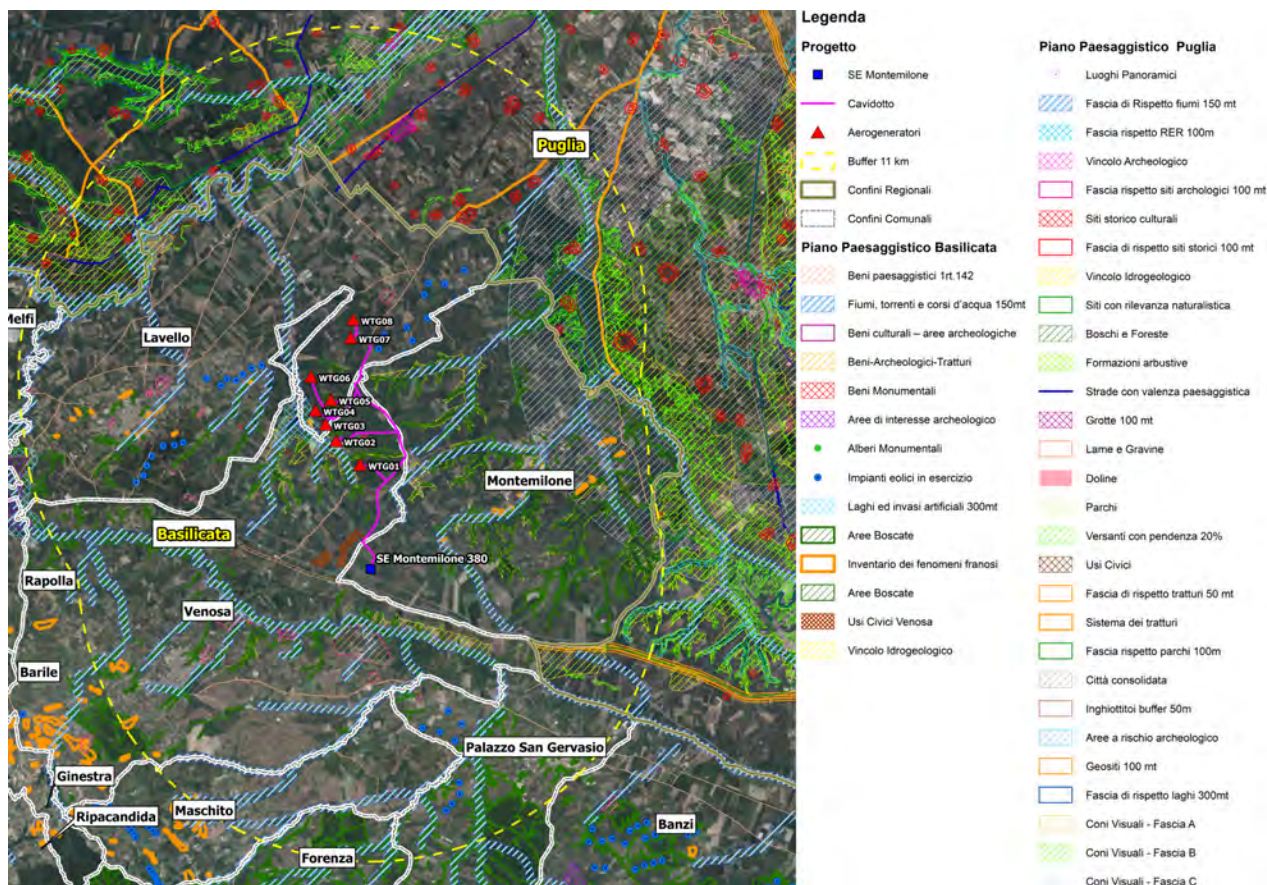 Puglia
Melfi
Lavello
WTG08
WTG07
WTG06
WTG05
WTG04
WTG03
WTG02
WTG01
Montemilone
Basilicata
SE Montemilone 380
Rapolla
Venosa
Barile
Palazzo San Gervasio
Ginestra
Maschito
Ripacandida
Banzi
Forenza
Legenda
Progetto
SE Montemilone
Cavidotto
Aerogeneratori
Buffer 11 km
Confini Regionali
Confini Comunali
Piano Paesaggistico Basilicata
Beni paesaggistici 1rt.142
Fiumi, torrenti e corsi d'acqua 150mt
Beni culturali – aree archeologiche
Beni-Archeologici-Tratturi
Beni Monumentali
Aree di interesse archeologico
Alberi Monumentali
Impianti eolici in esercizio
Laghi ed invasi artificiali 300mt
Aree Boscate
Inventario dei fenomeni franosi
Aree Boscate
Usi Civici Venosa
Vincolo Idrogeologico
Piano Paesaggistico Puglia
Luoghi Panoramici
Fascia di Rispetto fiumi 150 mt
Fascia rispetto RER 100m
Vincolo Archeologico
Fascia rispetto siti archologici 100 mt
Siti storico culturali
Fascia di rispetto siti storici 100 mt
Vincolo Idrogeologico
Siti con rilevanza naturalistica
Boschi e Foreste
Formazioni arbustive
Strade con valenza paesaggistica
Grotte 100 mt
Lame e Gravine
Doline
Parchi
Versanti con pendenza 20%
Usi Civici
Fascia di rispetto tratturi 50 mt
Sistema dei tratturi
Fascia rispetto parchi 100m
Città consolidata
Inghiottitoi buffer 50m
Aree a rischio archeologico
Geositi 100 mt
Fascia di rispetto laghi 300mt
Coni Visuali - Fascia A
Coni Visuali - Fascia B
Coni Visuali - Fascia C